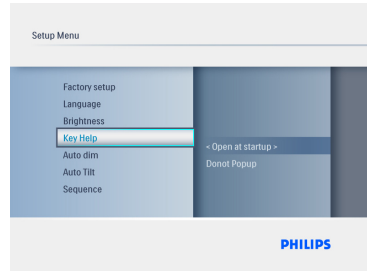 Setup Menu
Factory setup
Language
Brightness
Key Help
Auto dim
Auto Tilt
Sequence
< Open at startup >
Donot Popup
PHILIPS